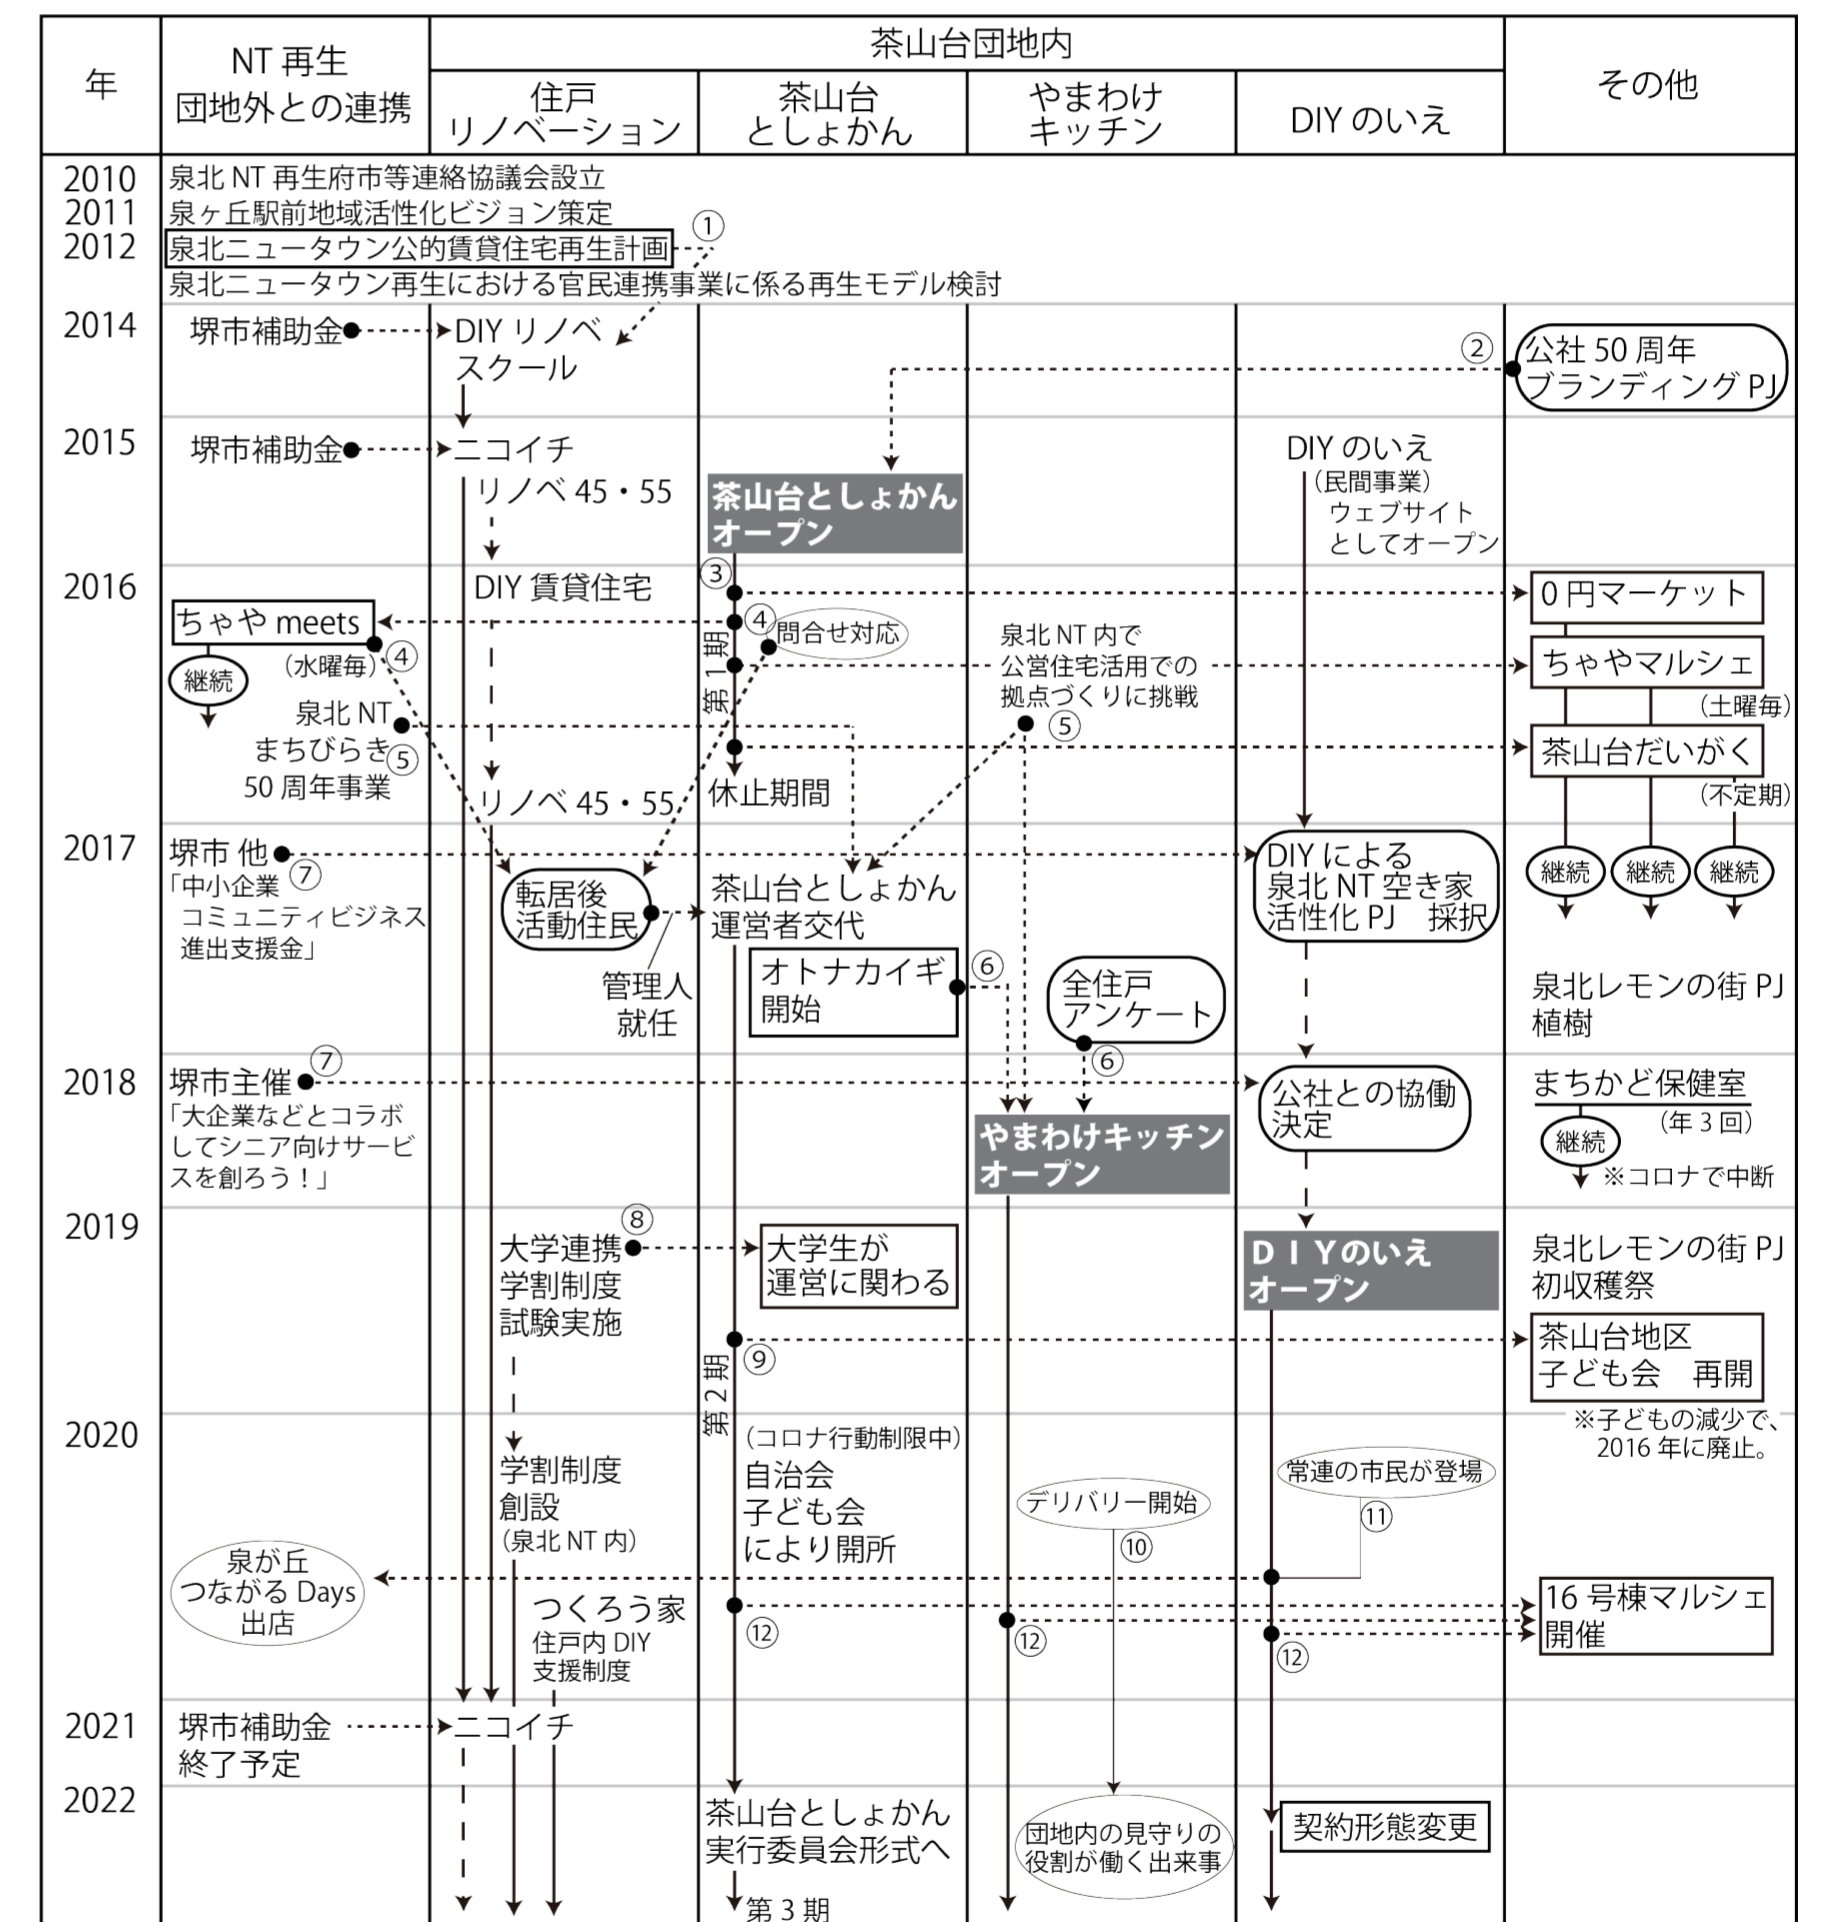 年
NT 再生
団地外との連携
茶山台団地内
住戸
リノベーション
茶山台
としょかん
やまわけ
キッチン
DIY のいえ
その他
2010
泉北 NT 再生府市等連絡協議会設立
2011
泉ヶ丘駅前地域活性化ビジョン策定
①
2012
泉北ニュータウン公的賃貸住宅再生計画
泉北ニュータウン再生における官民連携事業に係る再生モデル検討
2014
堺市補助金
DIY リノベ
スクール
②
公社 50 周年
ブランディング PJ
2015
堺市補助金
ニコイチ
リノベ 45・55
茶山台としょかん
オープン
DIY のいえ
（民間事業）
ウェブサイト
としてオープン
2016
ちゃや meets
④
（水曜毎）
継続
泉北 NT
まちびらき
⑤
50 周年事業
DIY 賃貸住宅
リノベ 45・55
③
④
問合せ対応
第 1 期
休止期間
泉北 NT 内で
公営住宅活用での
拠点づくりに挑戦
⑤
0 円マーケット
ちゃやマルシェ
（土曜毎）
茶山台だいがく
（不定期）
継続
継続
継続
2017
堺市 他
⑦
「中小企業
コミュニティビジネス
進出支援金」
転居後
活動住民
管理人
就任
茶山台としょかん
運営者交代
オトナカイギ
開始
⑥
全住戸
アンケート
⑥
DIY による
泉北 NT 空き家
活性化 PJ　採択
泉北レモンの街 PJ
植樹
2018
⑦
堺市主催
「大企業などとコラボ
してシニア向けサービ
スを創ろう！」
やまわけキッチン
オープン
公社との協働
決定
まちかど保健室
（年 3 回）
継続
※コロナで中断
2019
大学連携
学割制度
試験実施
⑧
大学生が
運営に関わる
⑨
第 2 期
ＤＩＹのいえ
オープン
泉北レモンの街 PJ
初収穫祭
茶山台地区
子ども会　再開
※子どもの減少で、
2016 年に廃止。
2020
泉が丘
つながる Days
出店
学割制度
創設
（泉北 NT 内）
つくろう家
住戸内 DIY
支援制度
（コロナ行動制限中）
自治会
子ども会
により開所
⑫
デリバリー開始
⑩
⑫
常連の市民が登場
⑪
⑫
16 号棟マルシェ
開催
2021
堺市補助金
終了予定
ニコイチ
2022
茶山台としょかん
実行委員会形式へ
第 3 期
団地内の見守りの
役割が働く出来事
契約形態変更